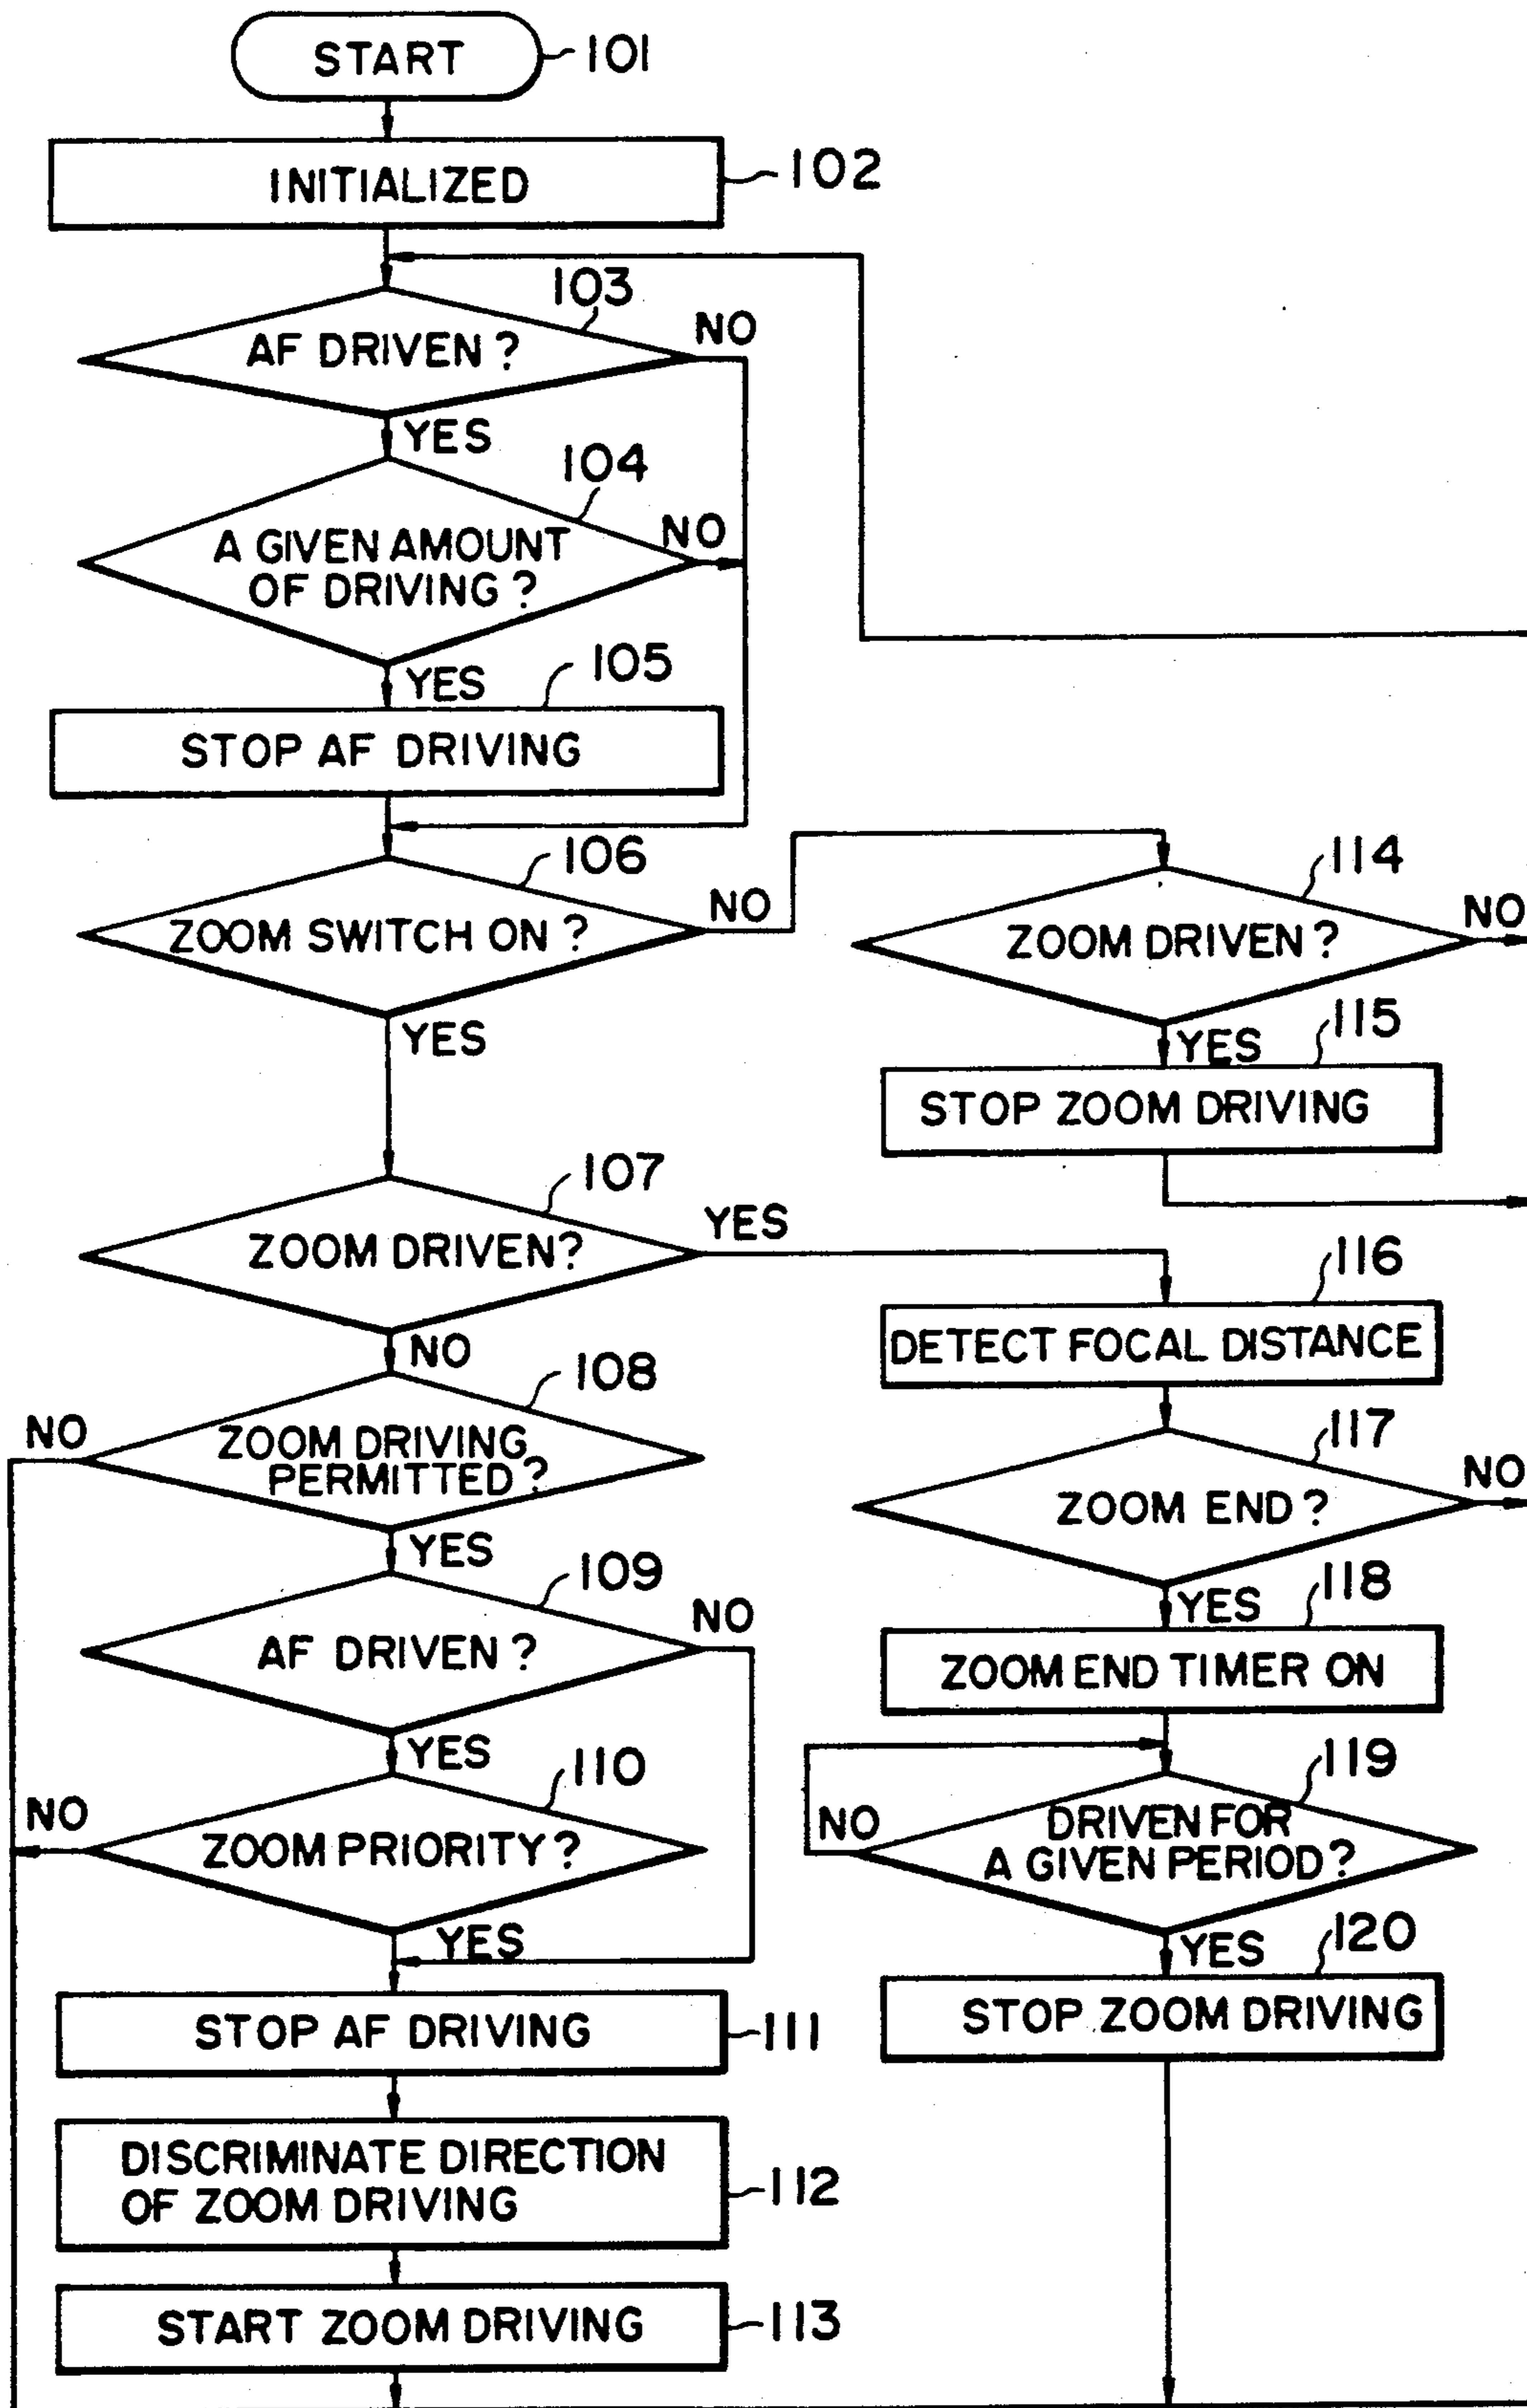 START
101
INITIALIZED
102
103
AF DRIVEN ?
NO
YES
104
A GIVEN AMOUNT
OF DRIVING ?
NO
YES
105
STOP AF DRIVING
106
ZOOM SWITCH ON ?
NO
YES
107
ZOOM DRIVEN?
YES
NO
108
NO
ZOOM DRIVING
PERMITTED ?
YES
109
AF DRIVEN ?
NO
YES
110
NO
ZOOM PRIORITY ?
YES
STOP AF DRIVING
111
DISCRIMINATE DIRECTION
OF ZOOM DRIVING
112
START ZOOM DRIVING
113
114
ZOOM DRIVEN ?
NO
YES
115
STOP ZOOM DRIVING
116
DETECT FOCAL DISTANCE
117
ZOOM END ?
NO
YES
118
ZOOM END TIMER ON
119
NO
DRIVEN FOR
A GIVEN PERIOD ?
YES
120
STOP ZOOM DRIVING